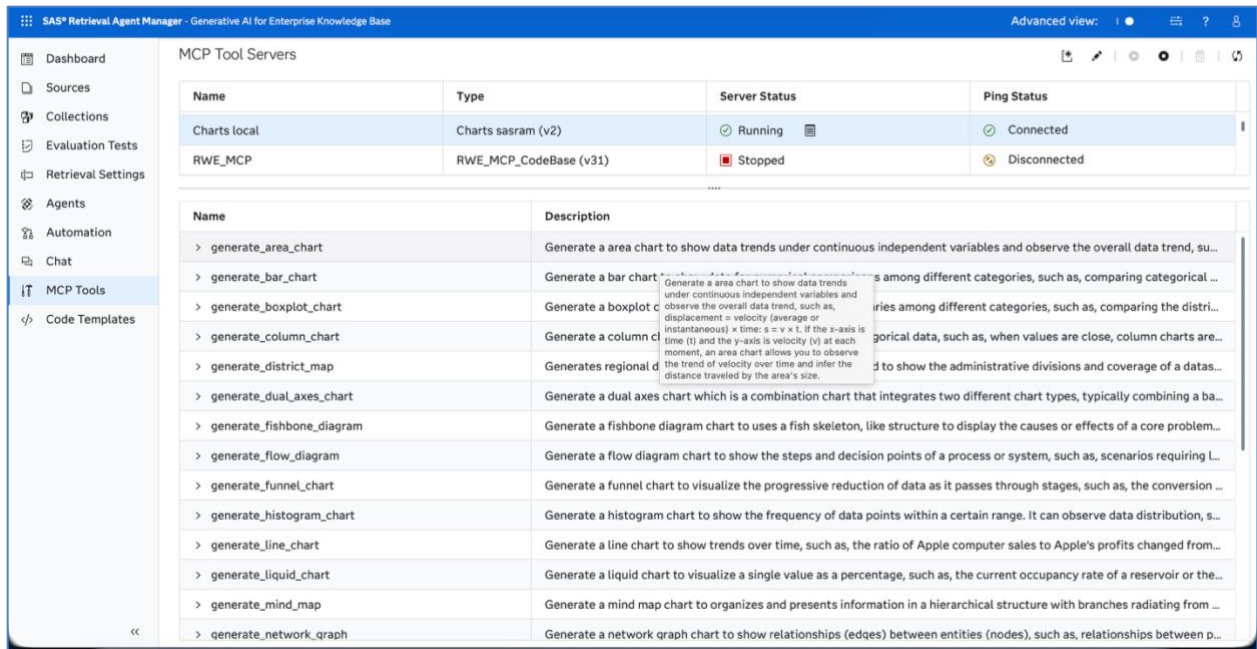 SAS® Retrieval Agent Manager - Generative AI for Enterprise Knowledge Base
Advanced view:
Dashboard
Sources
Collections
Evaluation Tests
Retrieval Settings
Agents
Automation
Chat
MCP Tools
Code Templates
MCP Tool Servers
Name Type Server Status Ping Status
Charts local Charts sasram (v2) Running Connected
RWE_MCP RWE_MCP_CodeBase (v31) Stopped Disconnected
Name Description
generate_area_chart Generate a area chart to show data trends under continuous independent variables and observe the overall data trend, su...
generate_bar_chart Generate a bar chart among different categories, such as, comparing categorical ...
generate_boxplot_chart Generate a boxplot among different categories, such as, comparing the distri...
generate_column_chart Generate a column data, such as, when values are close, column charts are...
generate_district_map Generates regional to show the administrative divisions and coverage of a datas...
generate_dual_axes_chart Generate a dual axes chart which is a combination chart that integrates two different chart types, typically combining a ba...
generate_fishbone_diagram Generate a fishbone diagram chart to uses a fish skeleton, like structure to display the causes or effects of a core problem...
generate_flow_diagram Generate a flow diagram chart to show the steps and decision points of a process or system, such as, scenarios requiring l...
generate_funnel_chart Generate a funnel chart to visualize the progressive reduction of data as it passes through stages, such as, the conversion ...
generate_histogram_chart Generate a histogram chart to show the frequency of data points within a certain range. It can observe data distribution, s...
generate_line_chart Generate a line chart to show trends over time, such as, the ratio of Apple computer sales to Apple's profits changed from...
generate_liquid_chart Generate a liquid chart to visualize a single value as a percentage, such as, the current occupancy rate of a reservoir or the...
generate_mind_map Generate a mind map chart to organizes and presents information in a hierarchical structure with branches radiating from ...
generate_network_graph Generate a network graph chart to show relationships (edges) between entities (nodes), such as, relationships between p...
Generate a area chart to show data trends
under continuous independent variables and
observe the overall data trend, such as,
displacement = velocity (average or
instantaneous) × time: s = v × t. If the x-axis is
time (t) and the y-axis is velocity (v) at each
moment, an area chart allows you to observe
the trend of velocity over time and infer the
distance traveled by the area's size.